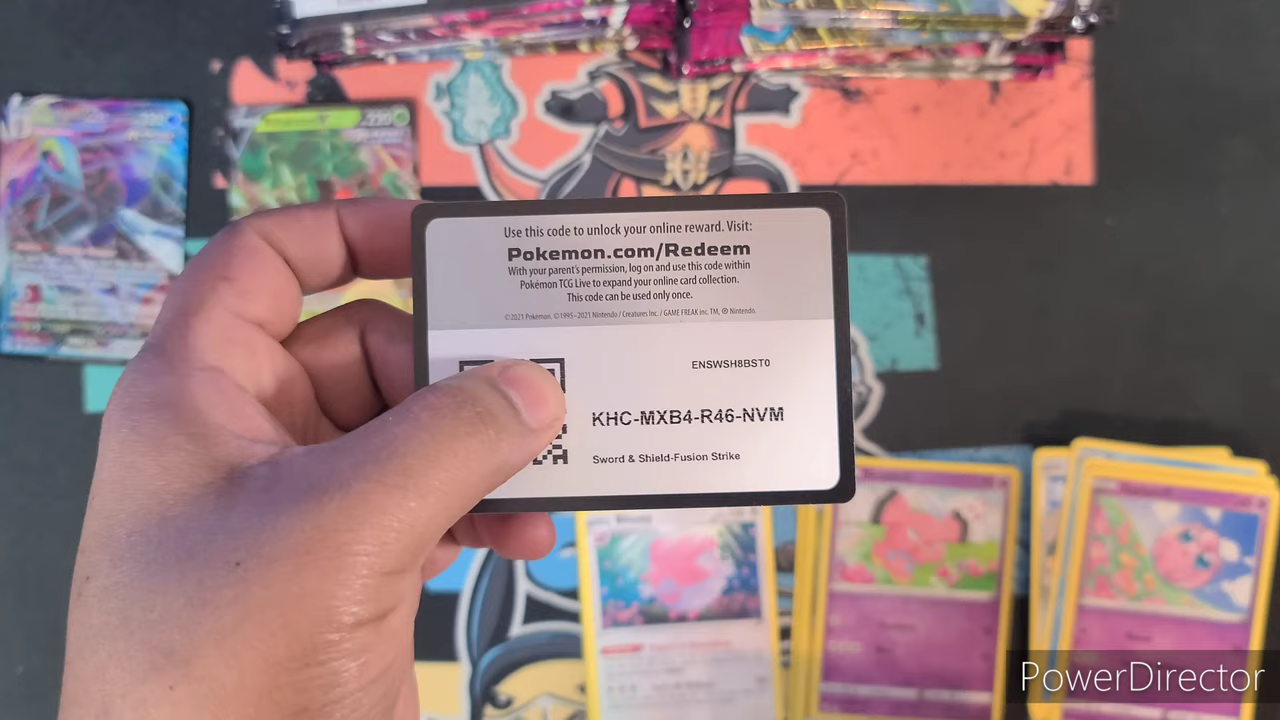 220
Use this code to unlock your online reward. Visit:
Pokemon.com/Redeem
With your parent's permission, log on and use this code within
Pokémon TCG Live to expand your online card collection.
This code can be used only once.
©2021 Pokémon. ©1995–2021 Nintendo / Creatures Inc. / GAME FREAK inc. TM, ® Nintendo.
ENSWSH8BST0
KHC-MXB4-R46-NVM
Sword & Shield-Fusion Strike
PowerDirector